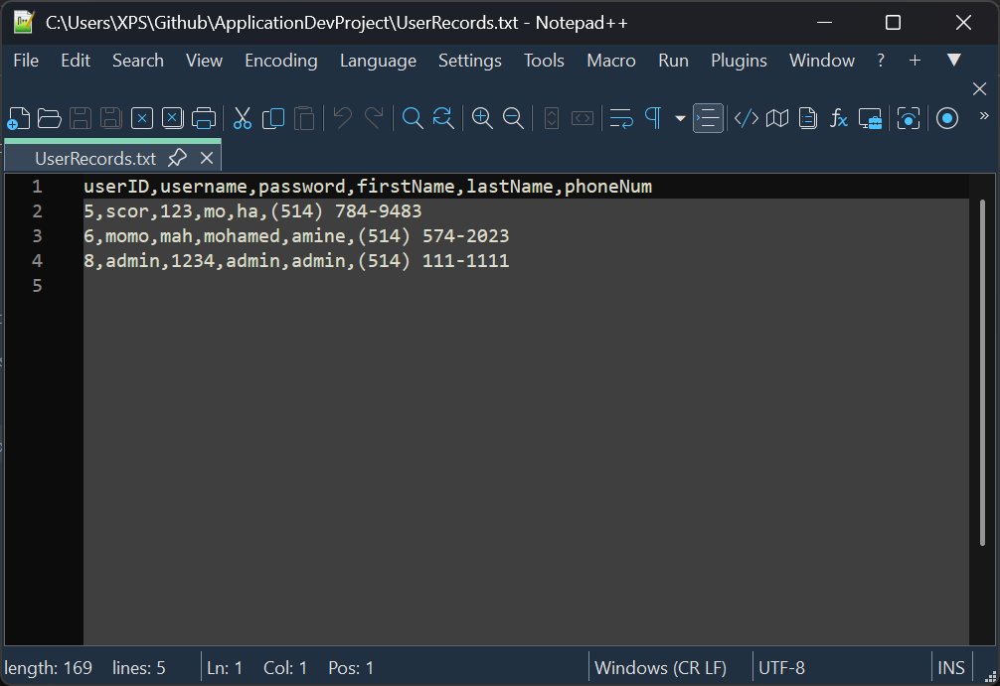 C:\Users\XPS\Github\ApplicationDevProject\UserRecords.txt - Notepad++
File Edit Search View Encoding Language Settings Tools Macro Run Plugins Window ? + ▼
UserRecords.txt
1 userID,username,password,firstName,lastName,phoneNum
2 5,scor,123,mo,ha,(514) 784-9483
3 6,momo,mah,mohamed,amine,(514) 574-2023
4 8,admin,1234,admin,admin,(514) 111-1111
5
length: 169 lines: 5 Ln: 1 Col: 1 Pos: 1 Windows (CR LF) UTF-8 INS